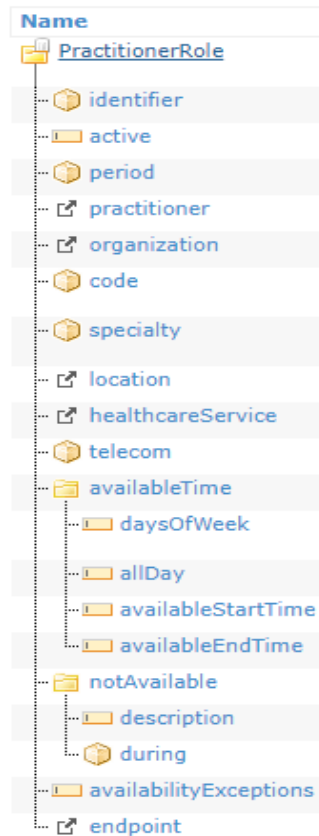 Name
PractitionerRole
identifier
active
period
practitioner
organization
code
specialty
location
healthcareService
telecom
availableTime
daysOfWeek
allDay
availableStartTime
availableEndTime
notAvailable
description
during
availabilityExceptions
endpoint